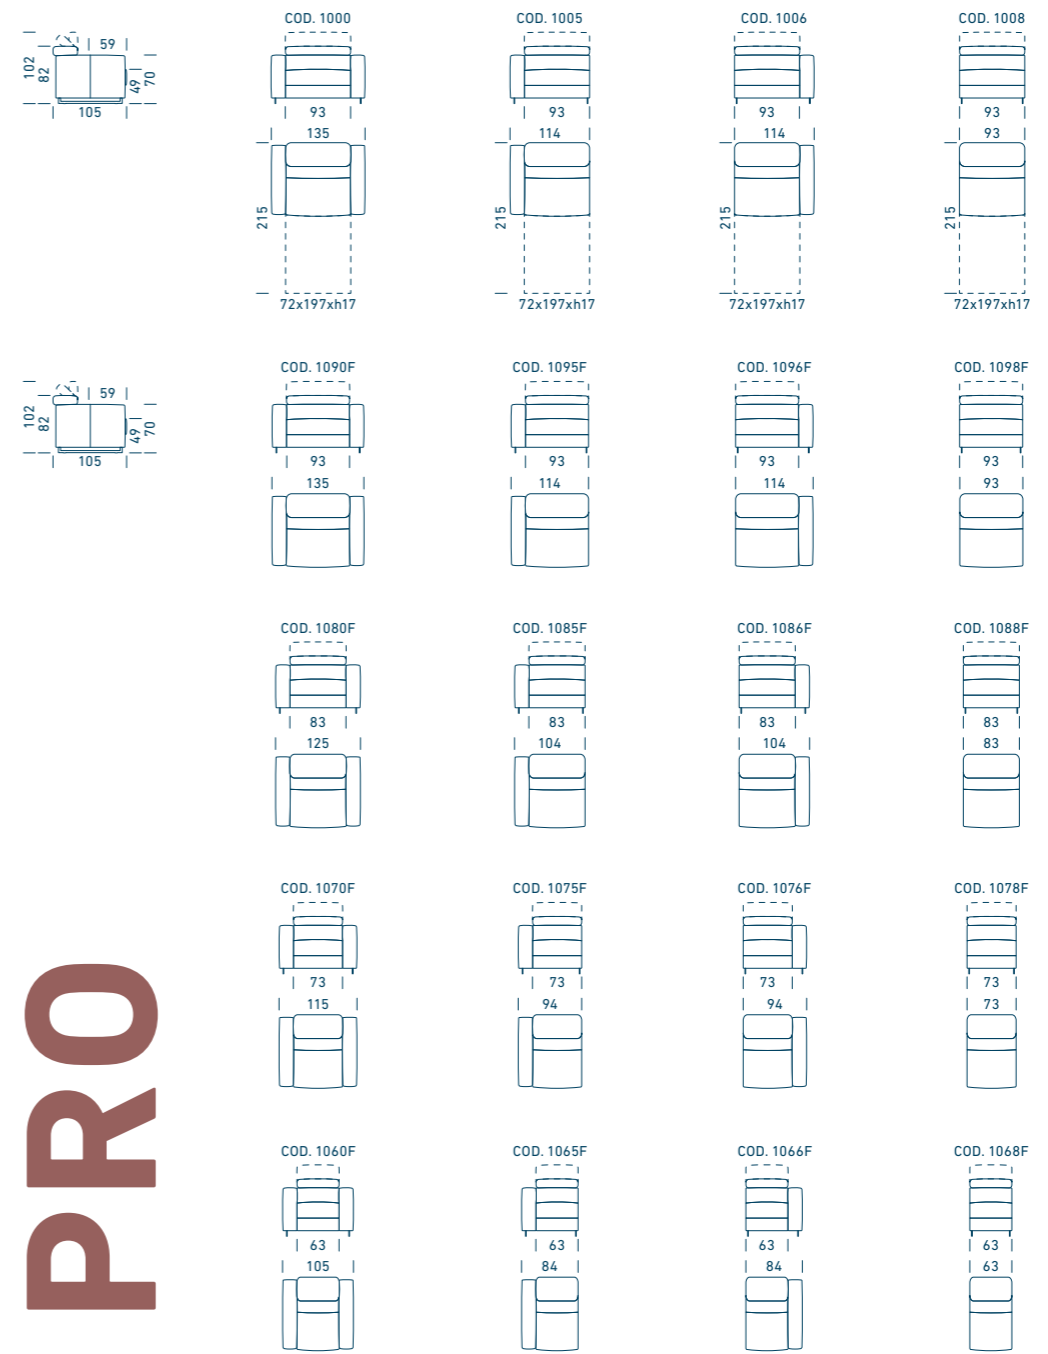 COD. 1000 COD. 1005 COD. 1006 COD. 1008
59
102 82 49 70
105
93 93 93 93
135 114 114 93
215 215 215 215
72x197xh17 72x197xh17 72x197xh17 72x197xh17
COD. 1090F COD. 1095F COD. 1096F COD. 1098F
59
102 82 49 70
105
93 93 93 93
135 114 114 93
COD. 1080F COD. 1085F COD. 1086F COD. 1088F
83 83 83 83
125 104 104 83
COD. 1070F COD. 1075F COD. 1076F COD. 1078F
73 73 73 73
115 94 94 73
COD. 1060F COD. 1065F COD. 1066F COD. 1068F
63 63 63 63
105 84 84 63
PRO